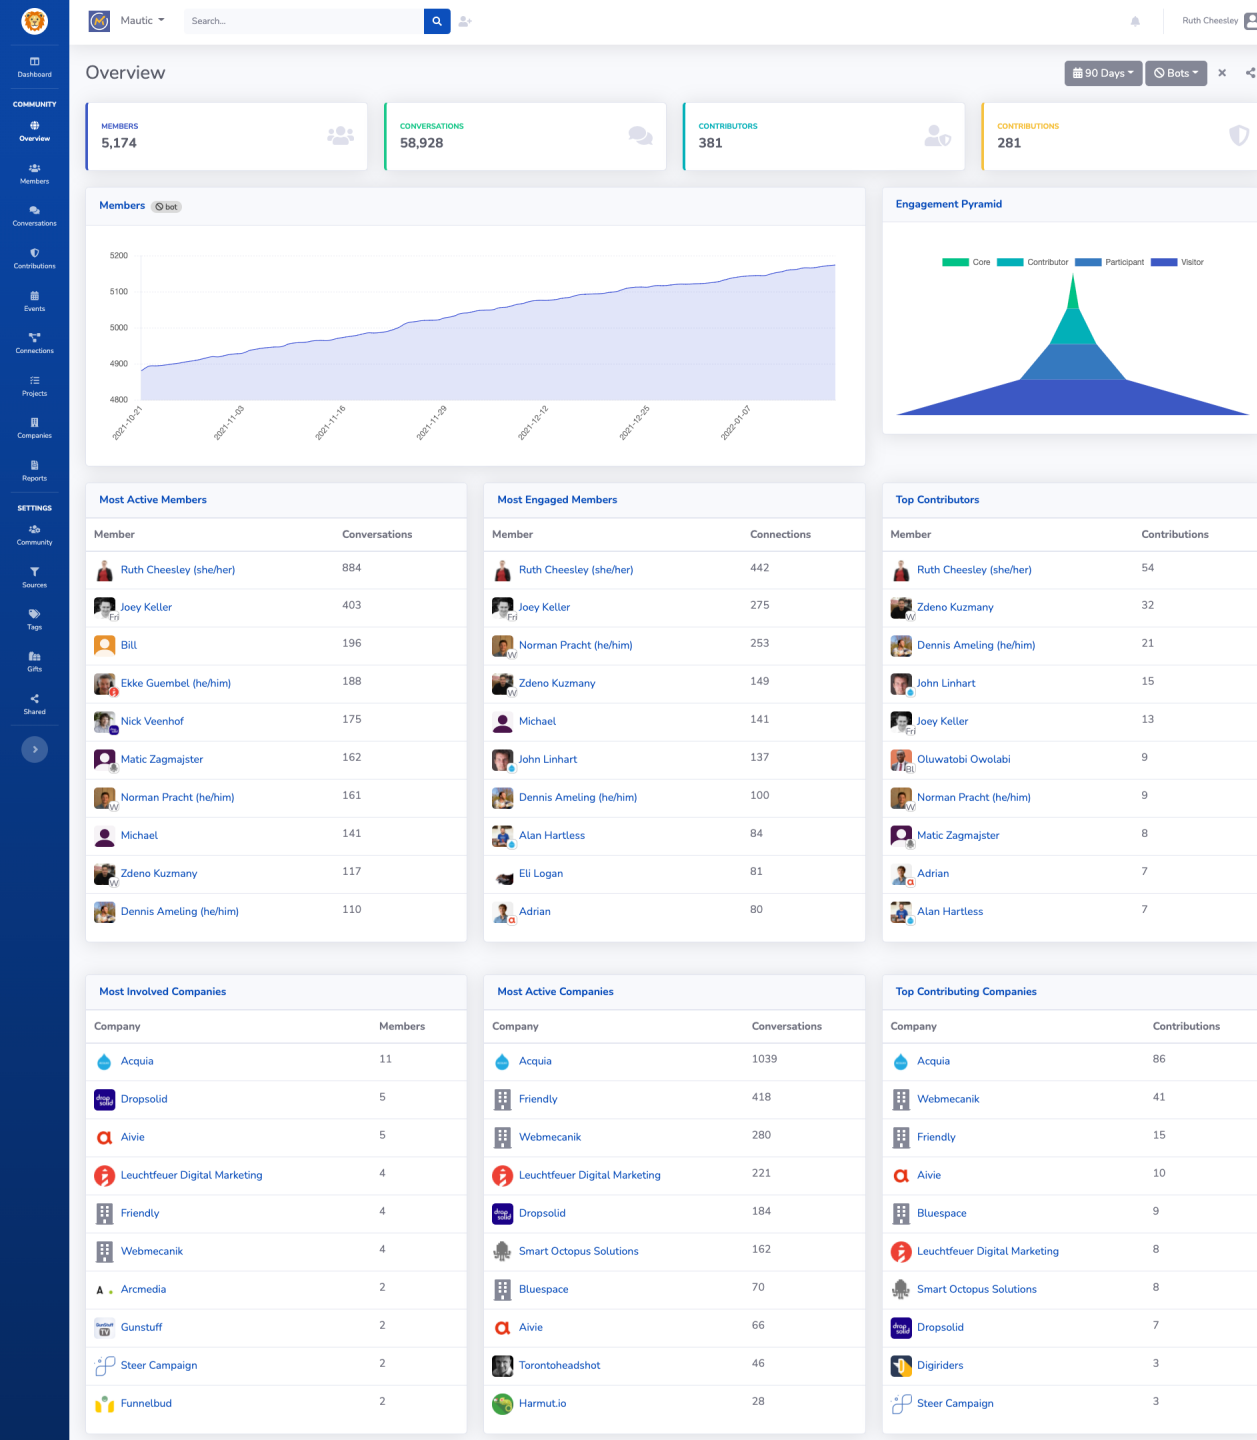 Mautic
Search...
Ruth Cheesley
Dashboard
COMMUNITY
Overview
Members
Conversations
Contributions
Events
Connections
Projects
Companies
Reports
SETTINGS
Community
Sources
Tags
Gifts
Shared
Overview
90 Days
Bots
MEMBERS
5,174
CONVERSATIONS
58,928
CONTRIBUTORS
381
CONTRIBUTIONS
281
Members bot
5200
5100
5000
4900
4800
2021-10-21
2021-11-03
2021-11-16
2021-11-29
2021-12-12
2021-12-25
2022-01-07
Engagement Pyramid
Core Contributor Participant Visitor
Most Active Members
Member Conversations
Ruth Cheesley (she/her) 884
Joey Keller 403
Fri
Bill 196
Ekke Guembel (he/him) 188
Nick Veenhof 175
Matic Zagmajster 162
Norman Pracht (he/him) 161
W
Michael 141
Zdeno Kuzmany 117
W
Dennis Ameling (he/him) 110
Most Engaged Members
Member Connections
Ruth Cheesley (she/her) 442
Joey Keller 275
Fri
Norman Pracht (he/him) 253
W
Zdeno Kuzmany 149
W
Michael 141
John Linhart 137
Dennis Ameling (he/him) 100
Alan Hartless 84
Eli Logan 81
Adrian 80
Top Contributors
Member Contributions
Ruth Cheesley (she/her) 54
Zdeno Kuzmany 32
W
Dennis Ameling (he/him) 21
John Linhart 15
Joey Keller 13
Fri
Oluwatobi Owolabi 9
Bl
Norman Pracht (he/him) 9
W
Matic Zagmajster 8
Adrian 7
Alan Hartless 7
Most Involved Companies
Company Members
Acquia 11
drop solid Dropsolid 5
Aivie 5
Leuchtfeuer Digital Marketing 4
Friendly 4
Webmecanik 4
A. Arcmedia 2
TV Gunstuff 2
Steer Campaign 2
Funnelbud 2
Most Active Companies
Company Conversations
Acquia 1039
Friendly 418
Webmecanik 280
Leuchtfeuer Digital Marketing 221
drop solid Dropsolid 184
Smart Octopus Solutions 162
Bluespace 70
Aivie 66
Torontoheadshot 46
Harmut.io 28
Top Contributing Companies
Company Contributions
Acquia 86
Webmecanik 41
Friendly 15
Aivie 10
Bluespace 9
Leuchtfeuer Digital Marketing 8
Smart Octopus Solutions 8
drop solid Dropsolid 7
Digiriders 3
Steer Campaign 3